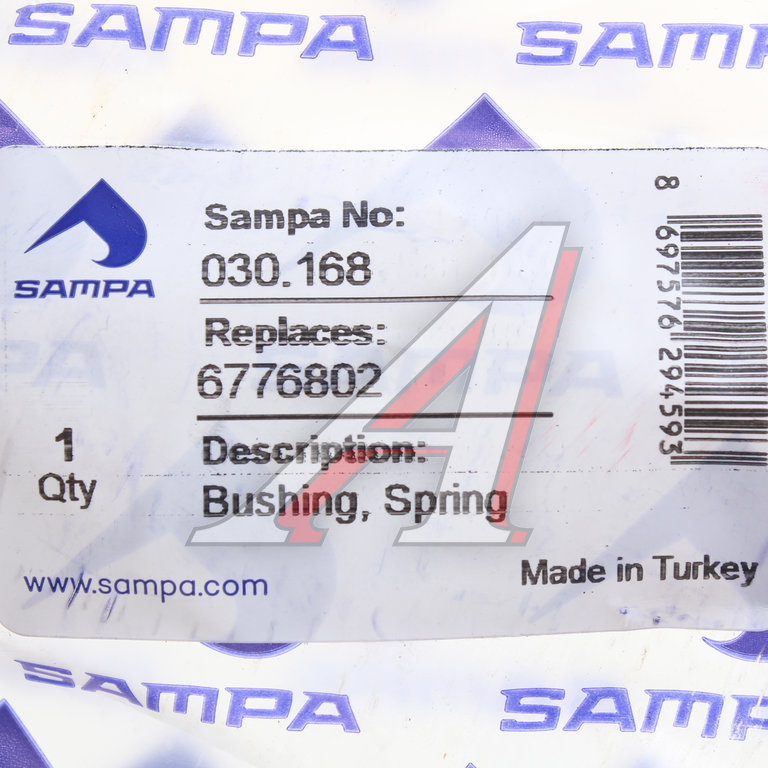 SAMPA
SAMPA
SAMPA
Sampa No:
030.168
Replaces:
6776802
1
Qty
Description:
Bushing, Spring
8 697576 294593
www.sampa.com
Made in Turkey
SAMPA
SAMPA